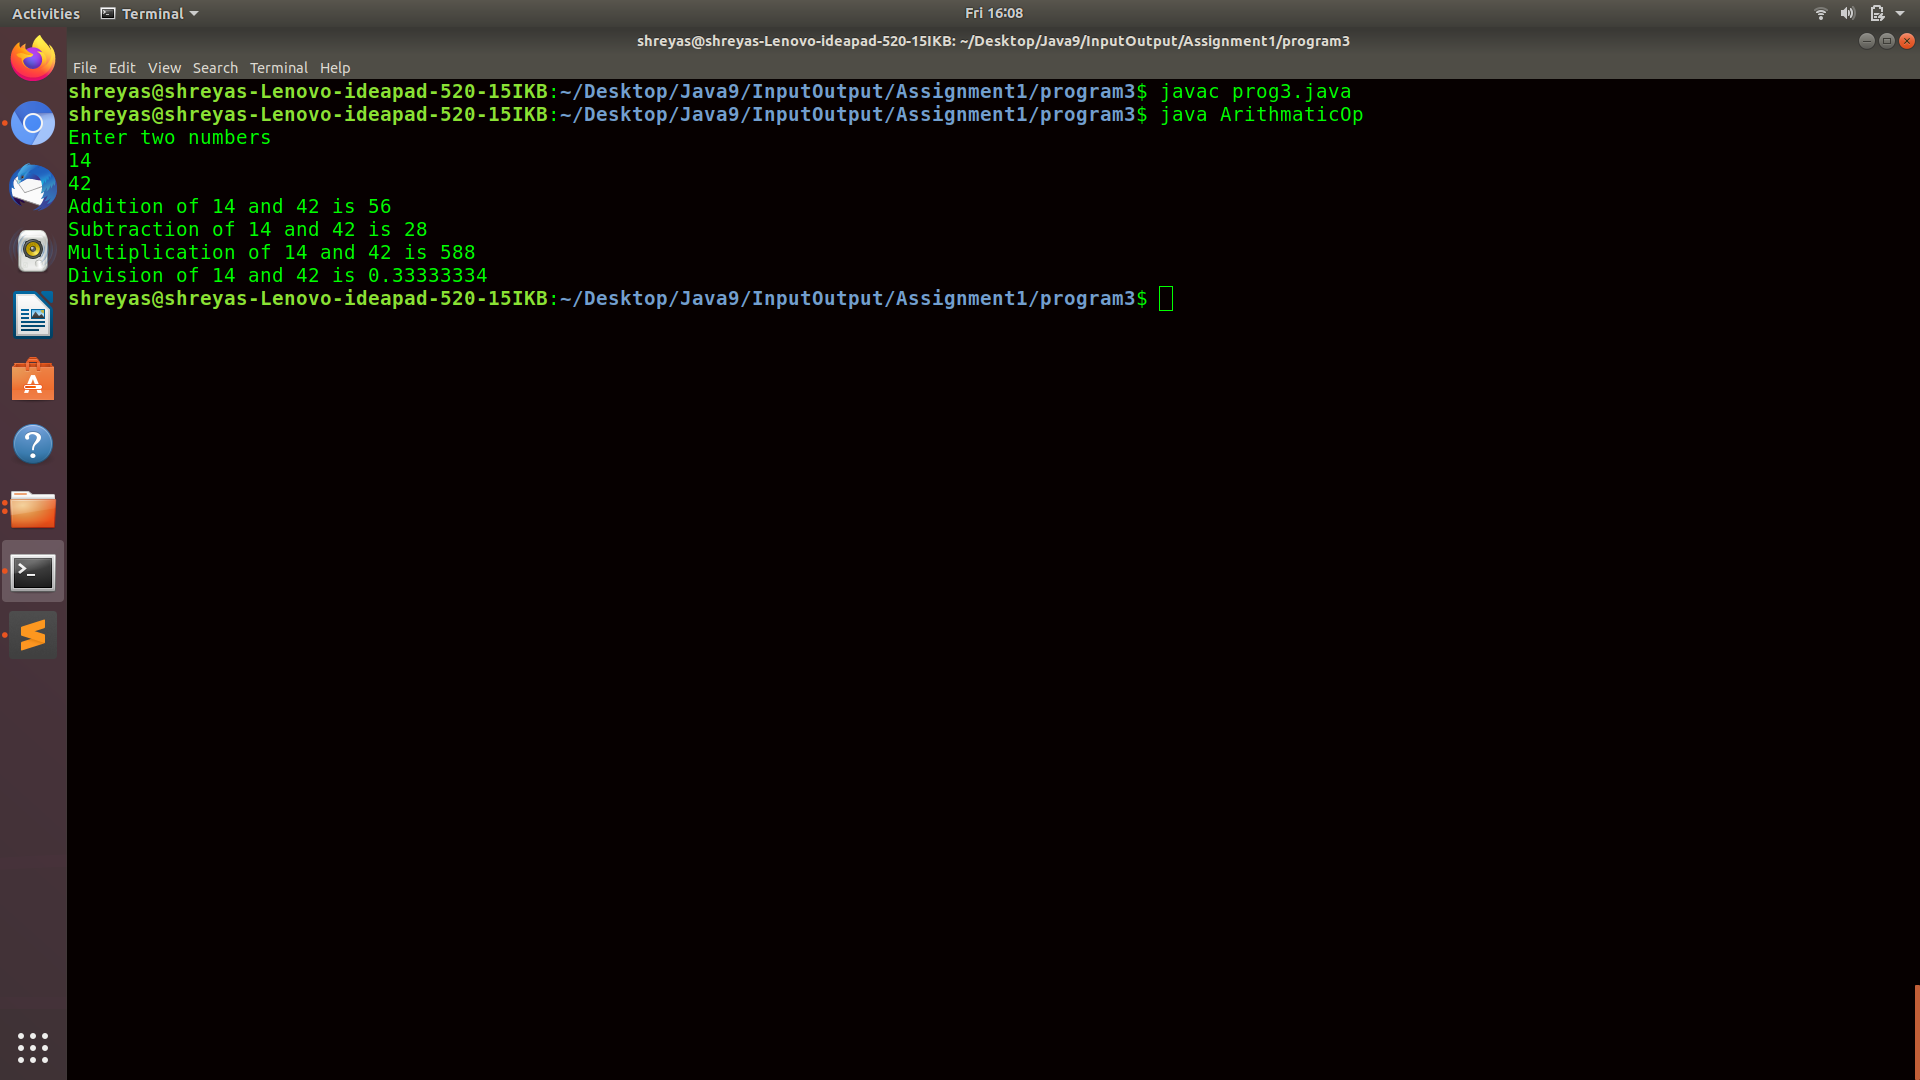 Activities Terminal Fri 16:08
shreyas@shreyas-Lenovo-ideapad-520-15IKB: ~/Desktop/Java9/InputOutput/Assignment1/program3
File Edit View Search Terminal Help
shreyas@shreyas-Lenovo-ideapad-520-15IKB:~/Desktop/Java9/InputOutput/Assignment1/program3$ javac prog3.java
shreyas@shreyas-Lenovo-ideapad-520-15IKB:~/Desktop/Java9/InputOutput/Assignment1/program3$ java ArithmaticOp
Enter two numbers
14
42
Addition of 14 and 42 is 56
Subtraction of 14 and 42 is 28
Multiplication of 14 and 42 is 588
Division of 14 and 42 is 0.33333334
shreyas@shreyas-Lenovo-ideapad-520-15IKB:~/Desktop/Java9/InputOutput/Assignment1/program3$